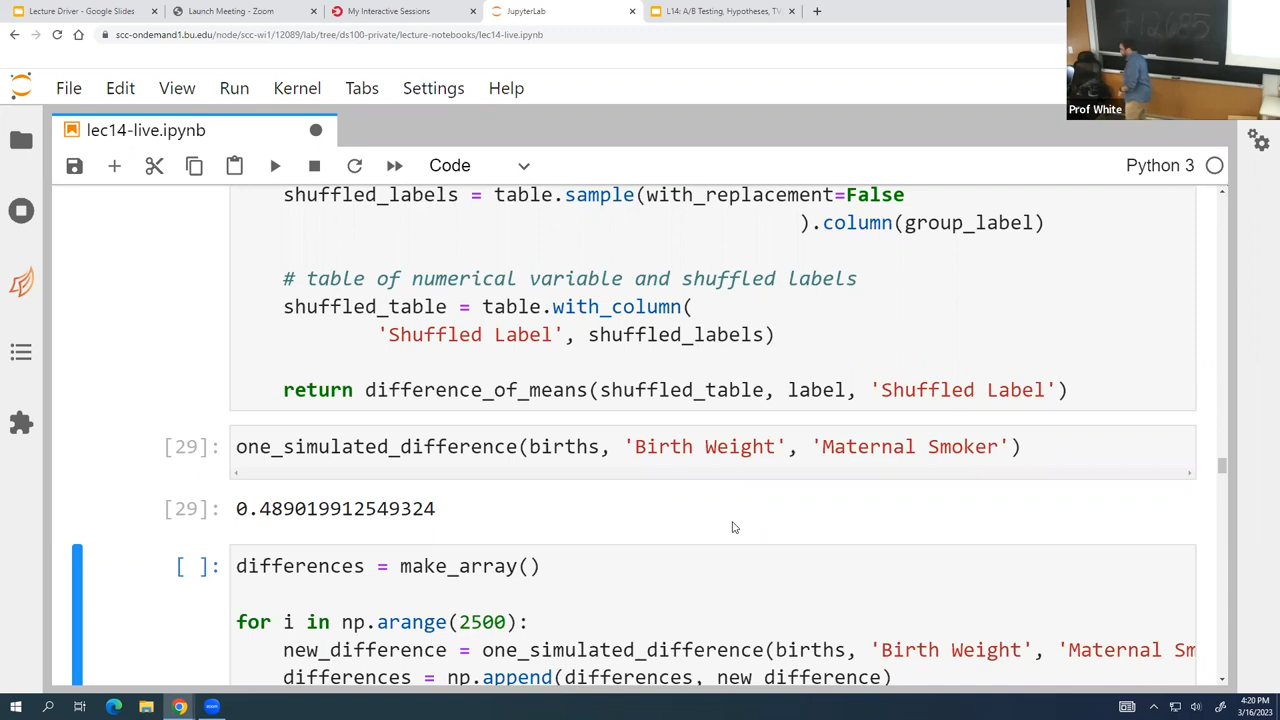 Lecture Driver - Google Slides
Launch Meeting - Zoom
My Interactive Sessions
JupyterLab
L14: A/B Testing, Hypotheses, TV
scc-ondemand1.bu.edu/node/scc-wi1/12089/lab/tree/ds100-private/lecture-notebooks/lec14-live.ipynb
Prof White
File Edit View Run Kernel Tabs Settings Help
lec14-live.ipynb
Code
Python 3
shuffled_labels = table.sample(with_replacement=False
).column(group_label)
# table of numerical variable and shuffled labels
shuffled_table = table.with_column(
'Shuffled Label', shuffled_labels)
return difference_of_means(shuffled_table, label, 'Shuffled Label')
[29]: one_simulated_difference(births, 'Birth Weight', 'Maternal Smoker')
[29]: 0.489019912549324
[ ]: differences = make_array()
for i in np.arange(2500):
new_difference = one_simulated_difference(births, 'Birth Weight', 'Maternal Sm
differences = np.append(differences, new_difference)
4:20 PM
3/16/2023